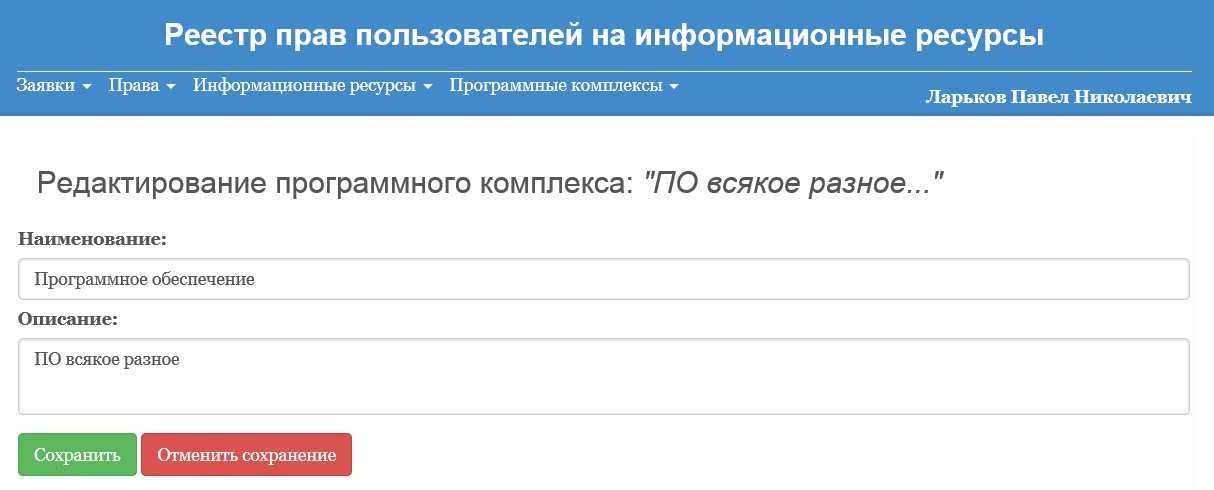 Реестр прав пользователей на информационные ресурсы
Заявки Права Информационные ресурсы Программные комплексы
Ларьков Павел Николаевич
Редактирование программного комплекса: "ПО всякое разное..."
Наименование:
Программное обеспечение
Описание:
ПО всякое разное
Сохранить Отменить сохранение